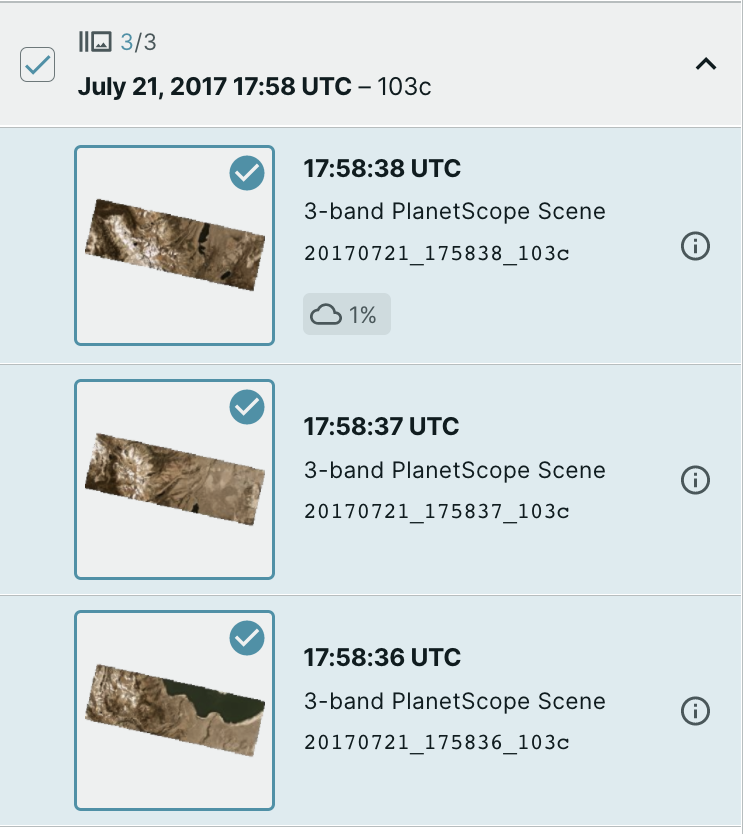 3/3
July 21, 2017 17:58 UTC – 103c
17:58:38 UTC
3-band PlanetScope Scene
20170721_175838_103c
1%
17:58:37 UTC
3-band PlanetScope Scene
20170721_175837_103c
17:58:36 UTC
3-band PlanetScope Scene
20170721_175836_103c